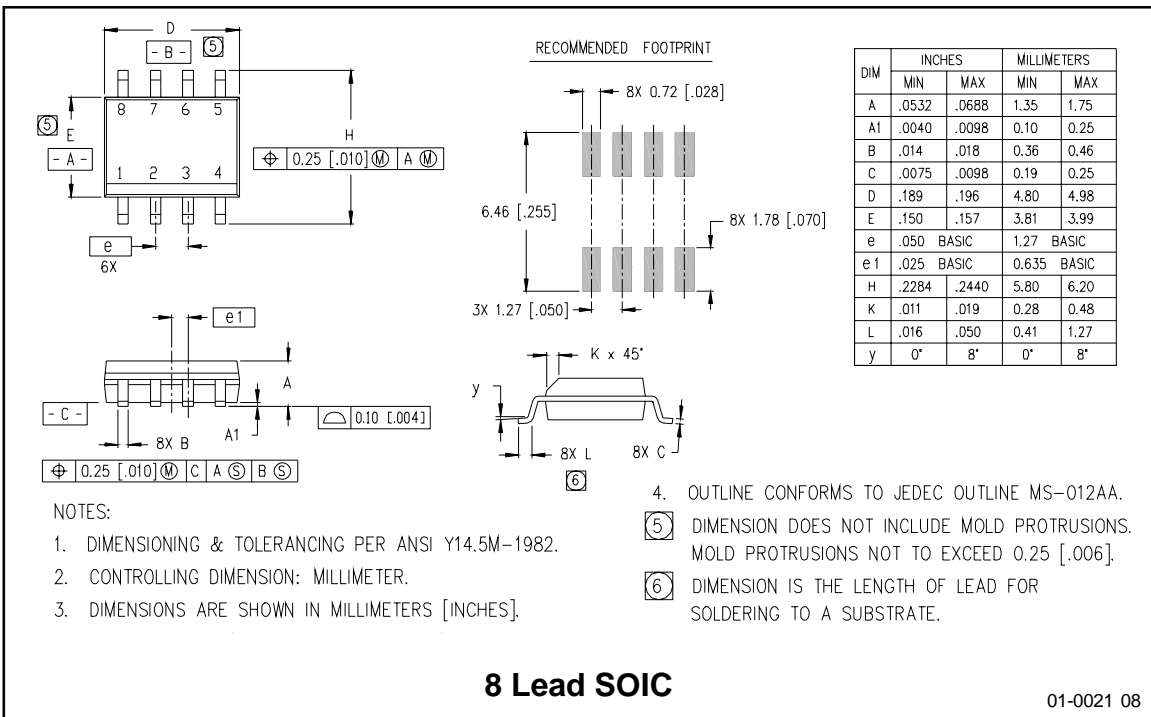 D
- B -
5
8 7 6 5
5
E
- A -
H
⌖ 0.25 [.010] Ⓜ A Ⓜ
1 2 3 4
e
6X
RECOMMENDED FOOTPRINT
8X 0.72 [.028]
6.46 [.255]
8X 1.78 [.070]
3X 1.27 [.050]
DIM INCHES MILLIMETERS
MIN MAX MIN MAX
A .0532 .0688 1.35 1.75
A1 .0040 .0098 0.10 0.25
B .014 .018 0.36 0.46
C .0075 .0098 0.19 0.25
D .189 .196 4.80 4.98
E .150 .157 3.81 3.99
e .050 BASIC 1.27 BASIC
e1 .025 BASIC 0.635 BASIC
H .2284 .2440 5.80 6.20
K .011 .019 0.28 0.48
L .016 .050 0.41 1.27
y 0° 8° 0° 8°
e1
A
- C -
8X B
A1
⌓ 0.10 [.004]
⌖ 0.25 [.010] Ⓜ C A Ⓢ B Ⓢ
K x 45°
y
8X L
6
8X C
NOTES:
1. DIMENSIONING & TOLERANCING PER ANSI Y14.5M-1982.
2. CONTROLLING DIMENSION: MILLIMETER.
3. DIMENSIONS ARE SHOWN IN MILLIMETERS [INCHES].
4. OUTLINE CONFORMS TO JEDEC OUTLINE MS-012AA.
5 DIMENSION DOES NOT INCLUDE MOLD PROTRUSIONS.
MOLD PROTRUSIONS NOT TO EXCEED 0.25 [.006].
6 DIMENSION IS THE LENGTH OF LEAD FOR
SOLDERING TO A SUBSTRATE.
8 Lead SOIC
01-0021 08